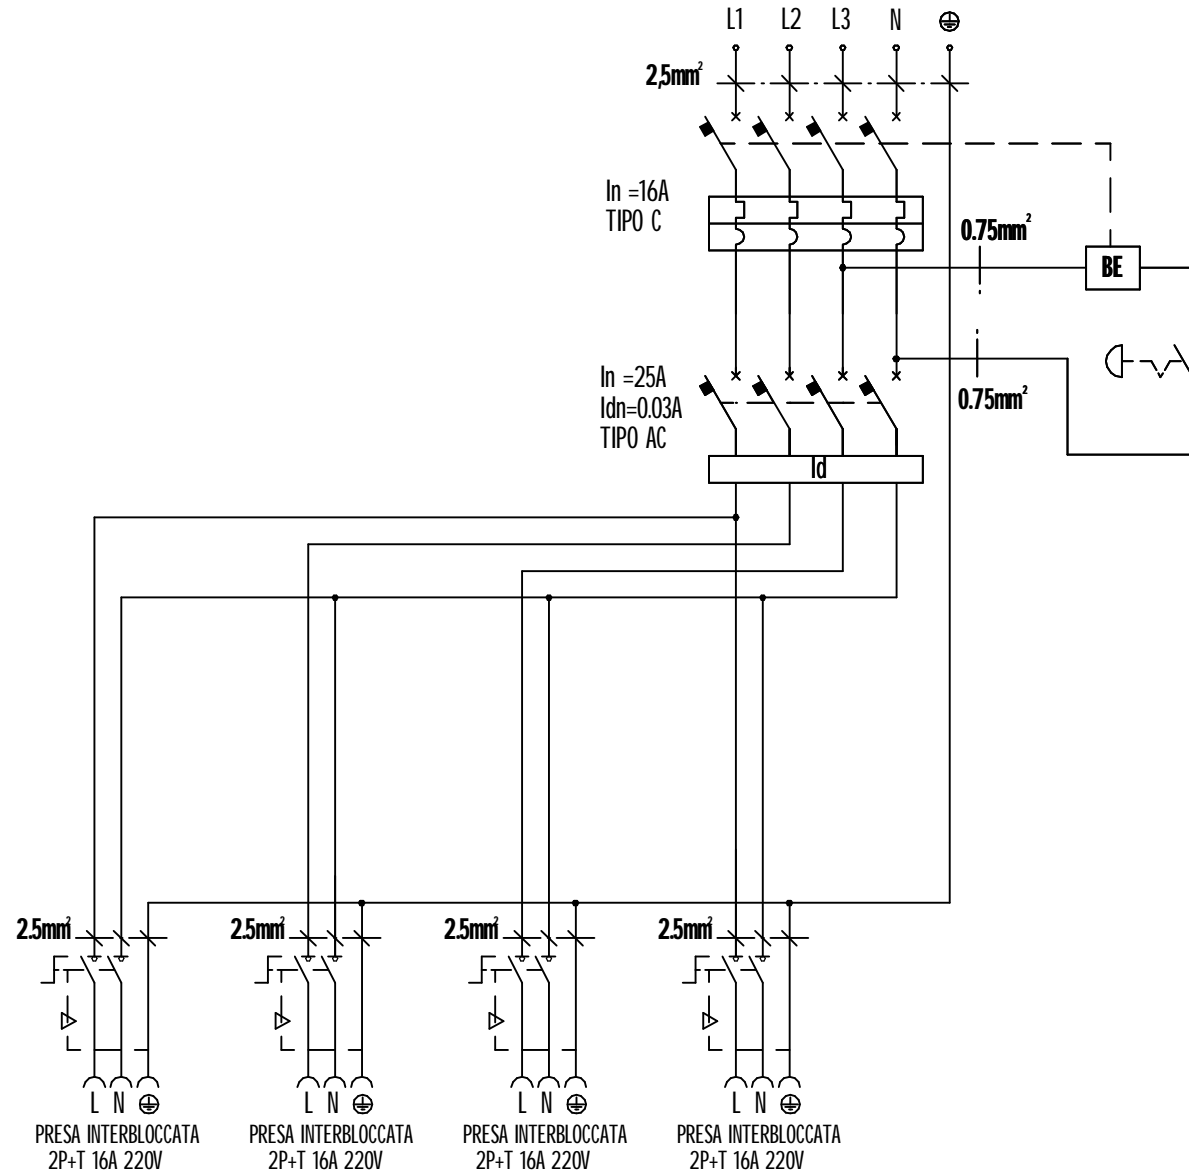 L1 L2 L3 N
2,5mm²
In =16A
TIPO C
0.75mm²
BE
In =25A
Idn=0.03A
TIPO AC
0.75mm²
Id
2.5mm² 2.5mm² 2.5mm² 2.5mm²
L N L N L N L N
PRESA INTERBLOCCATA PRESA INTERBLOCCATA PRESA INTERBLOCCATA PRESA INTERBLOCCATA
2P+T 16A 220V 2P+T 16A 220V 2P+T 16A 220V 2P+T 16A 220V